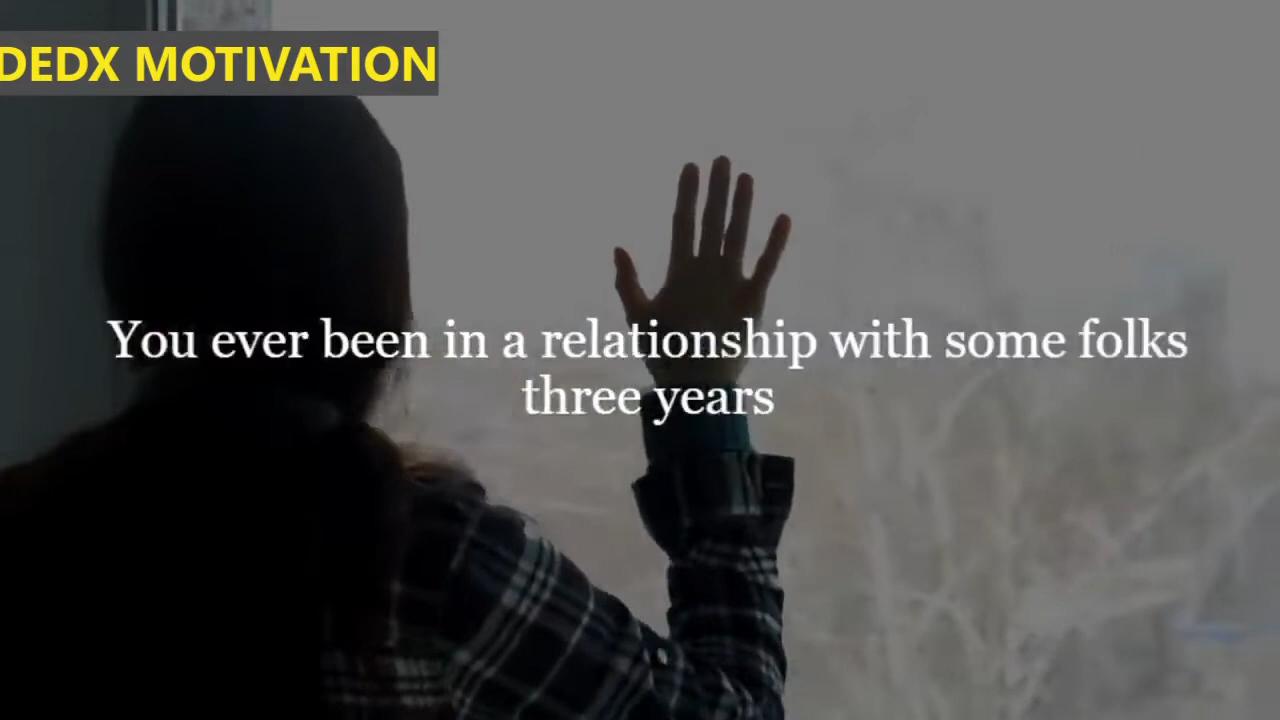 DEDX MOTIVATION
You ever been in a relationship with some folks
three years